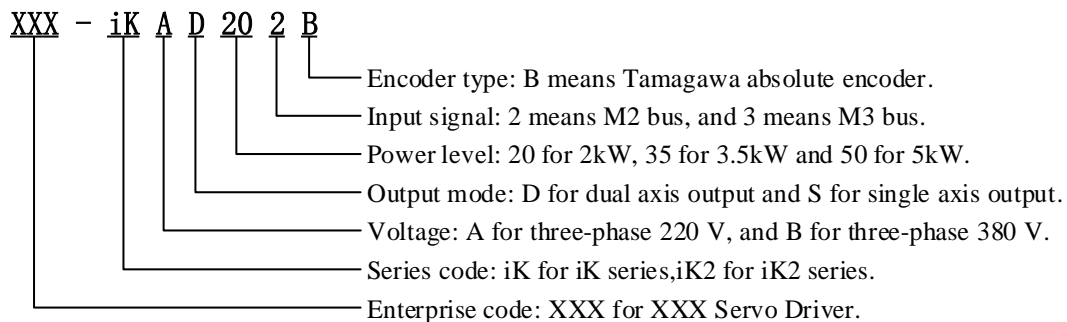 XXX - iK A D 20 2 B
Encoder type: B means Tamagawa absolute encoder.
Input signal: 2 means M2 bus, and 3 means M3 bus.
Power level: 20 for 2kW, 35 for 3.5kW and 50 for 5kW.
Output mode: D for dual axis output and S for single axis output.
Voltage: A for three-phase 220 V, and B for three-phase 380 V.
Series code: iK for iK series,iK2 for iK2 series.
Enterprise code: XXX for XXX Servo Driver.